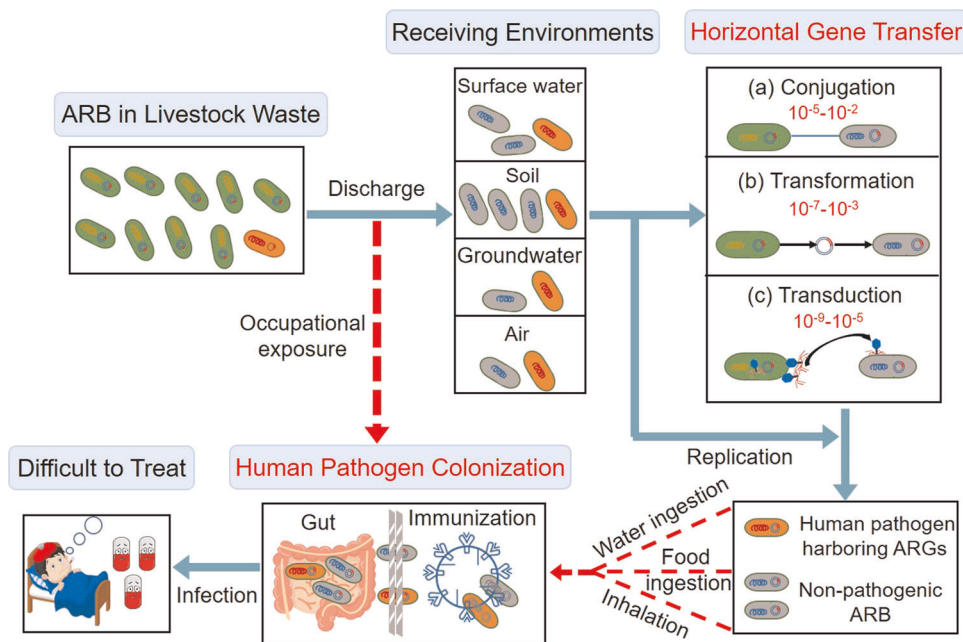 Receiving Environments
Horizontal Gene Transfer
ARB in Livestock Waste
Surface water
Soil
Groundwater
Air
(a) Conjugation
10⁻⁵-10⁻²
(b) Transformation
10⁻⁷-10⁻³
(c) Transduction
10⁻⁹-10⁻⁵
Discharge
Occupational
exposure
Replication
Difficult to Treat
Human Pathogen Colonization
Gut
Immunization
Infection
Water ingestion
Food
ingestion
Inhalation
Human pathogen
harboring ARGs
Non-pathogenic
ARB